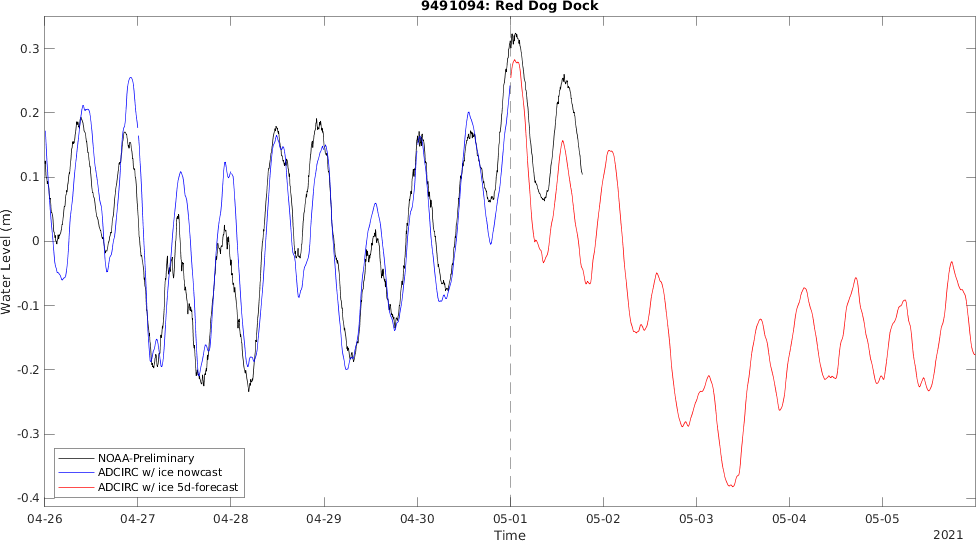 9491094: Red Dog Dock
0.3
0.2
0.1
0
-0.1
-0.2
-0.3
-0.4
Water Level (m)
NOAA-Preliminary
ADCIRC w/ ice nowcast
ADCIRC w/ ice 5d-forecast
04-26 04-27 04-28 04-29 04-30 05-01 05-02 05-03 05-04 05-05
Time
2021